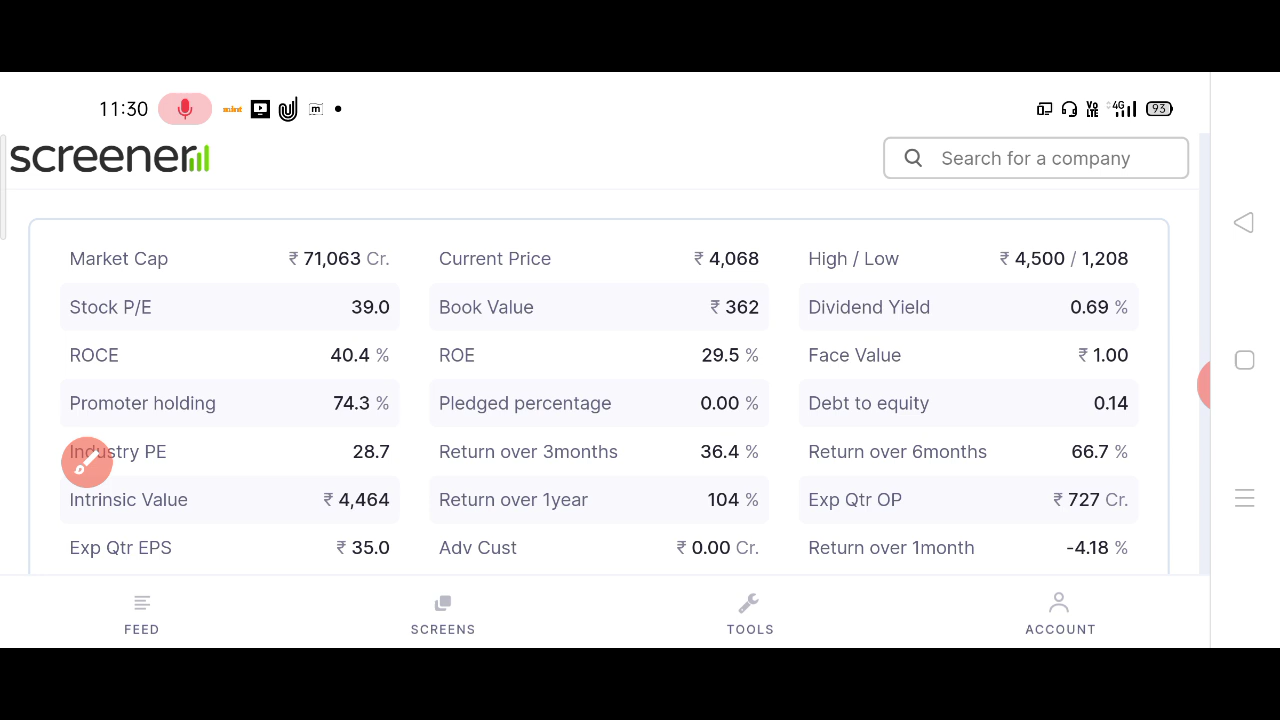 11:30 mint m Vo LTE 4G 93
screener Search for a company
Market Cap ₹ 71,063 Cr. Current Price ₹ 4,068 High / Low ₹ 4,500 / 1,208
Stock P/E 39.0 Book Value ₹ 362 Dividend Yield 0.69 %
ROCE 40.4 % ROE 29.5 % Face Value ₹ 1.00
Promoter holding 74.3 % Pledged percentage 0.00 % Debt to equity 0.14
Industry PE 28.7 Return over 3months 36.4 % Return over 6months 66.7 %
Intrinsic Value ₹ 4,464 Return over 1year 104 % Exp Qtr OP ₹ 727 Cr.
Exp Qtr EPS ₹ 35.0 Adv Cust ₹ 0.00 Cr. Return over 1month -4.18 %
FEED SCREENS TOOLS ACCOUNT